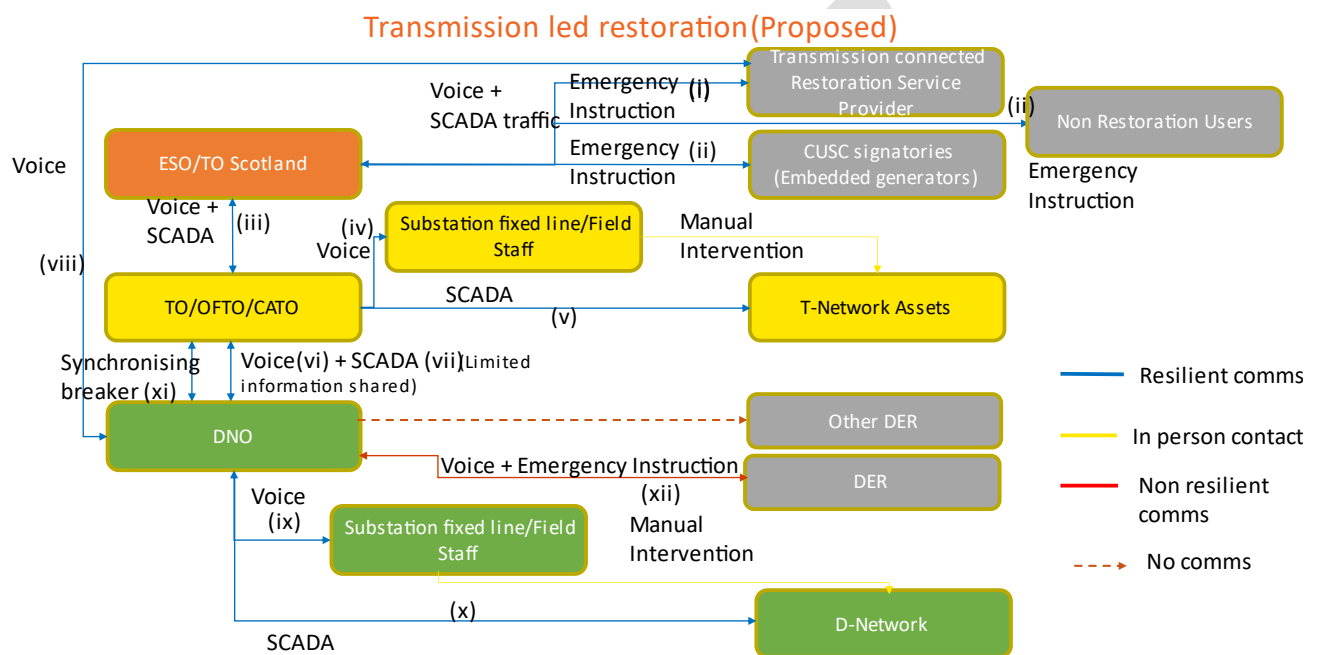 Transmission led restoration(Proposed)
Transmission connected
Restoration Service
Provider
Voice +
SCADA traffic
Emergency
Instruction
(i)
(ii)
Non Restoration Users
Emergency
Instruction
Voice
ESO/TO Scotland
Emergency
Instruction
(ii)
CUSC signatories
(Embedded generators)
Voice +
SCADA
(iii)
(iv)
Voice
Substation fixed line/Field
Staff
Manual
Intervention
(viii)
TO/OFTO/CATO
SCADA
(v)
T-Network Assets
Synchronising
breaker (xi)
Voice(vi) + SCADA (vii)(Limited
information shared)
Resilient comms
DNO
Other DER
In person contact
Voice + Emergency Instruction
(xii)
DER
Non resilient
comms
Voice
(ix)
Substation fixed line/Field
Staff
Manual
Intervention
No comms
(x)
SCADA
D-Network